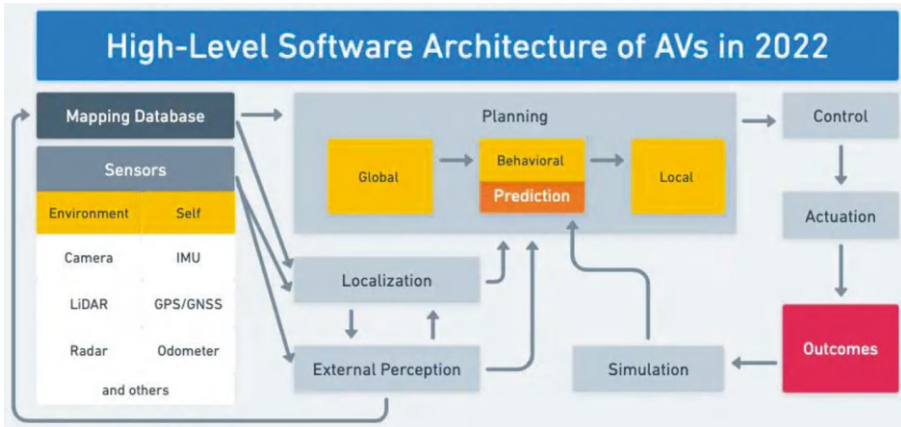 High-Level Software Architecture of AVs in 2022
Mapping Database
Planning
Control
Sensors
Global
Behavioral
Prediction
Local
Environment
Self
Actuation
Camera
IMU
Localization
LiDAR
GPS/GNSS
Radar
Odometer
External Perception
Simulation
Outcomes
and others